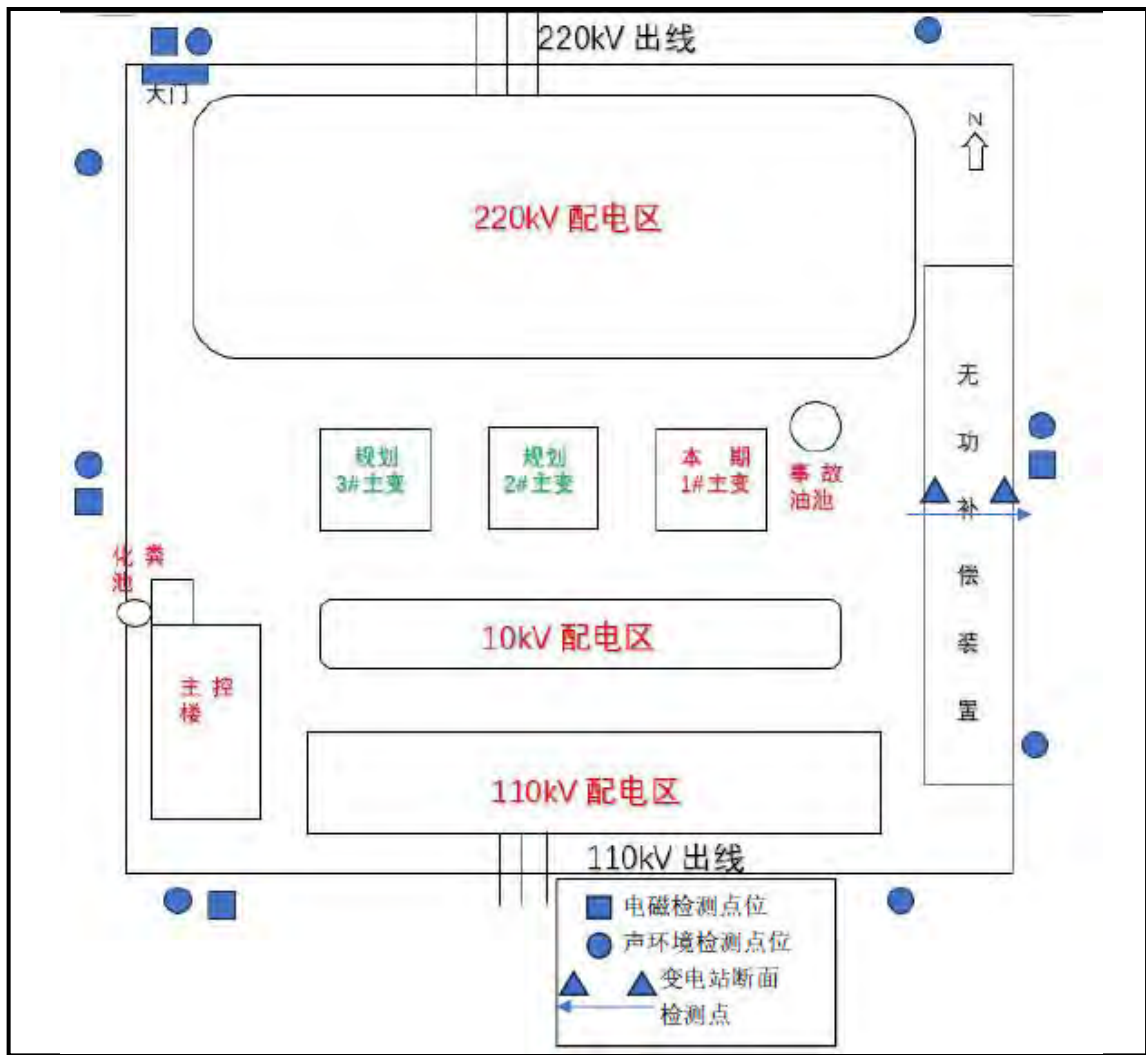 220kV 出线
大门
N
220kV 配电区
无
功
补
偿
装
置
规划
3#主变
规划
2#主变
本 期
1#主变
事 故
油池
化 粪
池
10kV 配电区
主 控
楼
110kV 配电区
110kV 出线
电磁检测点位
声环境检测点位
变电站断面
检测点